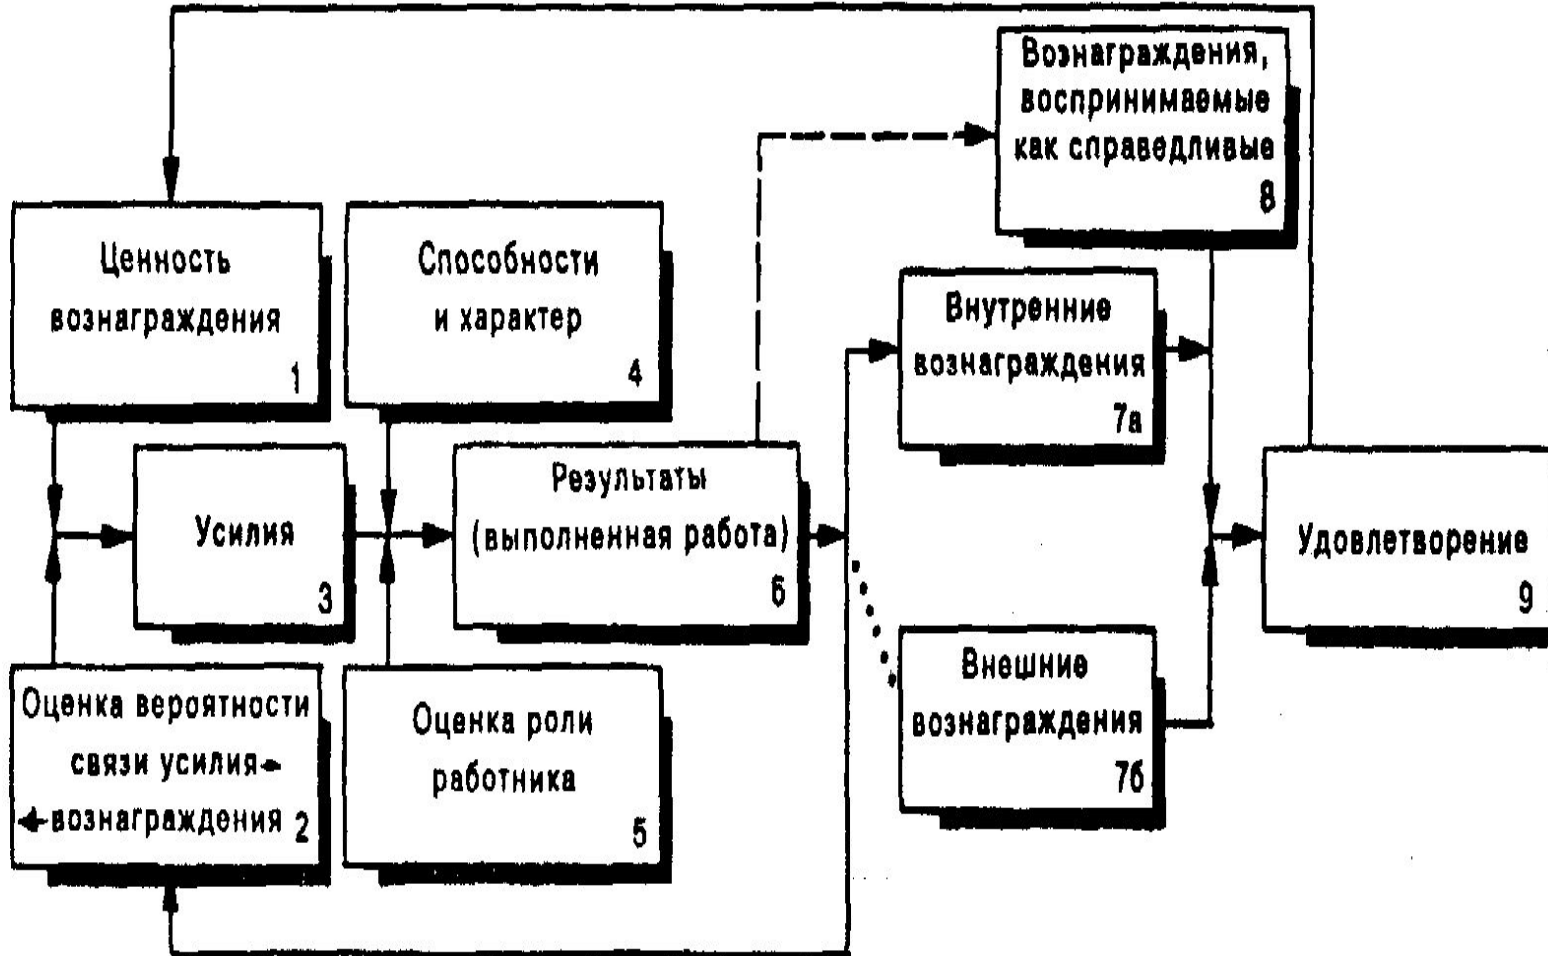 Вознаграждения,
воспринимаемые
как справедливые
8
Ценность
вознаграждения
1
Способности
и характер
4
Внутренние
вознаграждения
7а
Усилия
3
Результаты
(выполненная работа)
6
Удовлетворение
9
Оценка вероятности
связи усилия
вознаграждения 2
Оценка роли
работника
5
Внешние
вознаграждения
7б